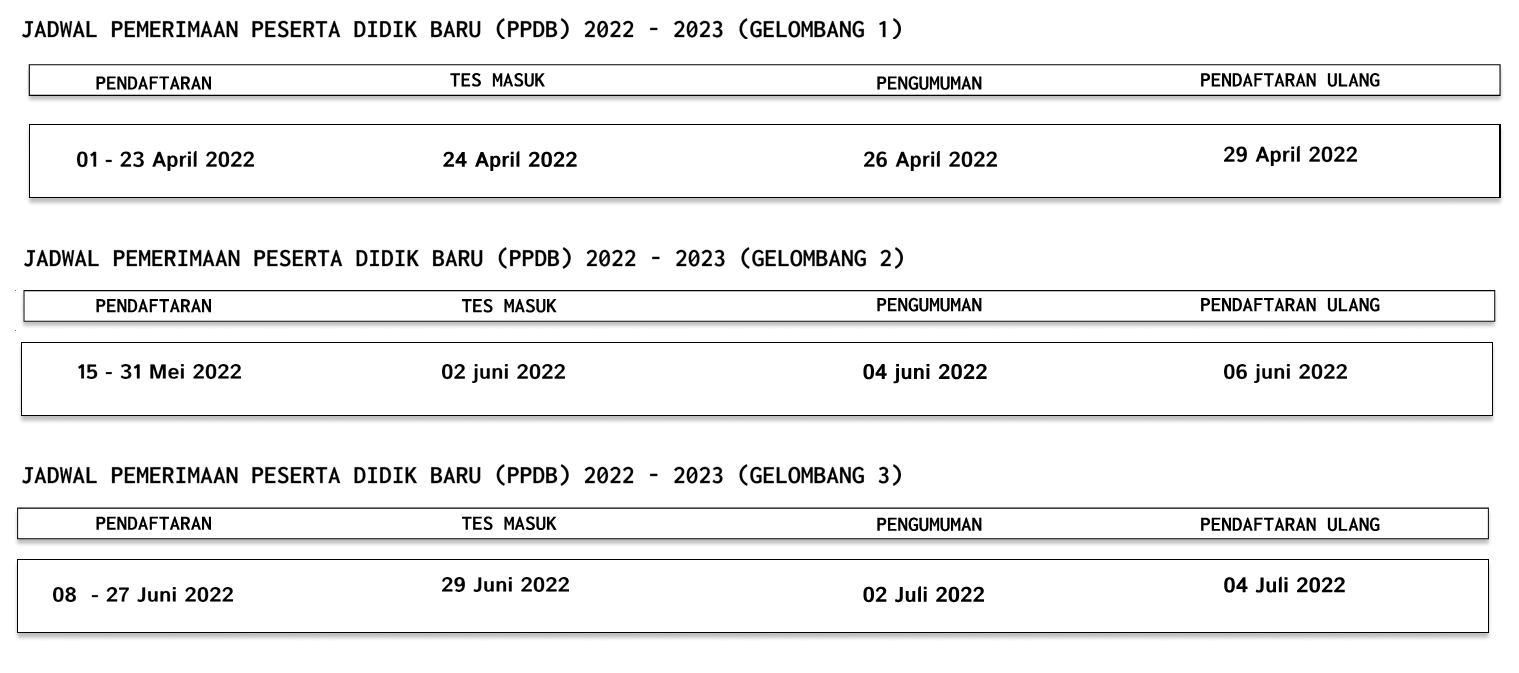 JADWAL PEMERIMAAN PESERTA DIDIK BARU (PPDB) 2022 - 2023 (GELOMBANG 1)
PENDAFTARAN TES MASUK PENGUMUMAN PENDAFTARAN ULANG
01 - 23 April 2022 24 April 2022 26 April 2022 29 April 2022
JADWAL PEMERIMAAN PESERTA DIDIK BARU (PPDB) 2022 - 2023 (GELOMBANG 2)
PENDAFTARAN TES MASUK PENGUMUMAN PENDAFTARAN ULANG
15 - 31 Mei 2022 02 juni 2022 04 juni 2022 06 juni 2022
JADWAL PEMERIMAAN PESERTA DIDIK BARU (PPDB) 2022 - 2023 (GELOMBANG 3)
PENDAFTARAN TES MASUK PENGUMUMAN PENDAFTARAN ULANG
08 - 27 Juni 2022 29 Juni 2022 02 Juli 2022 04 Juli 2022